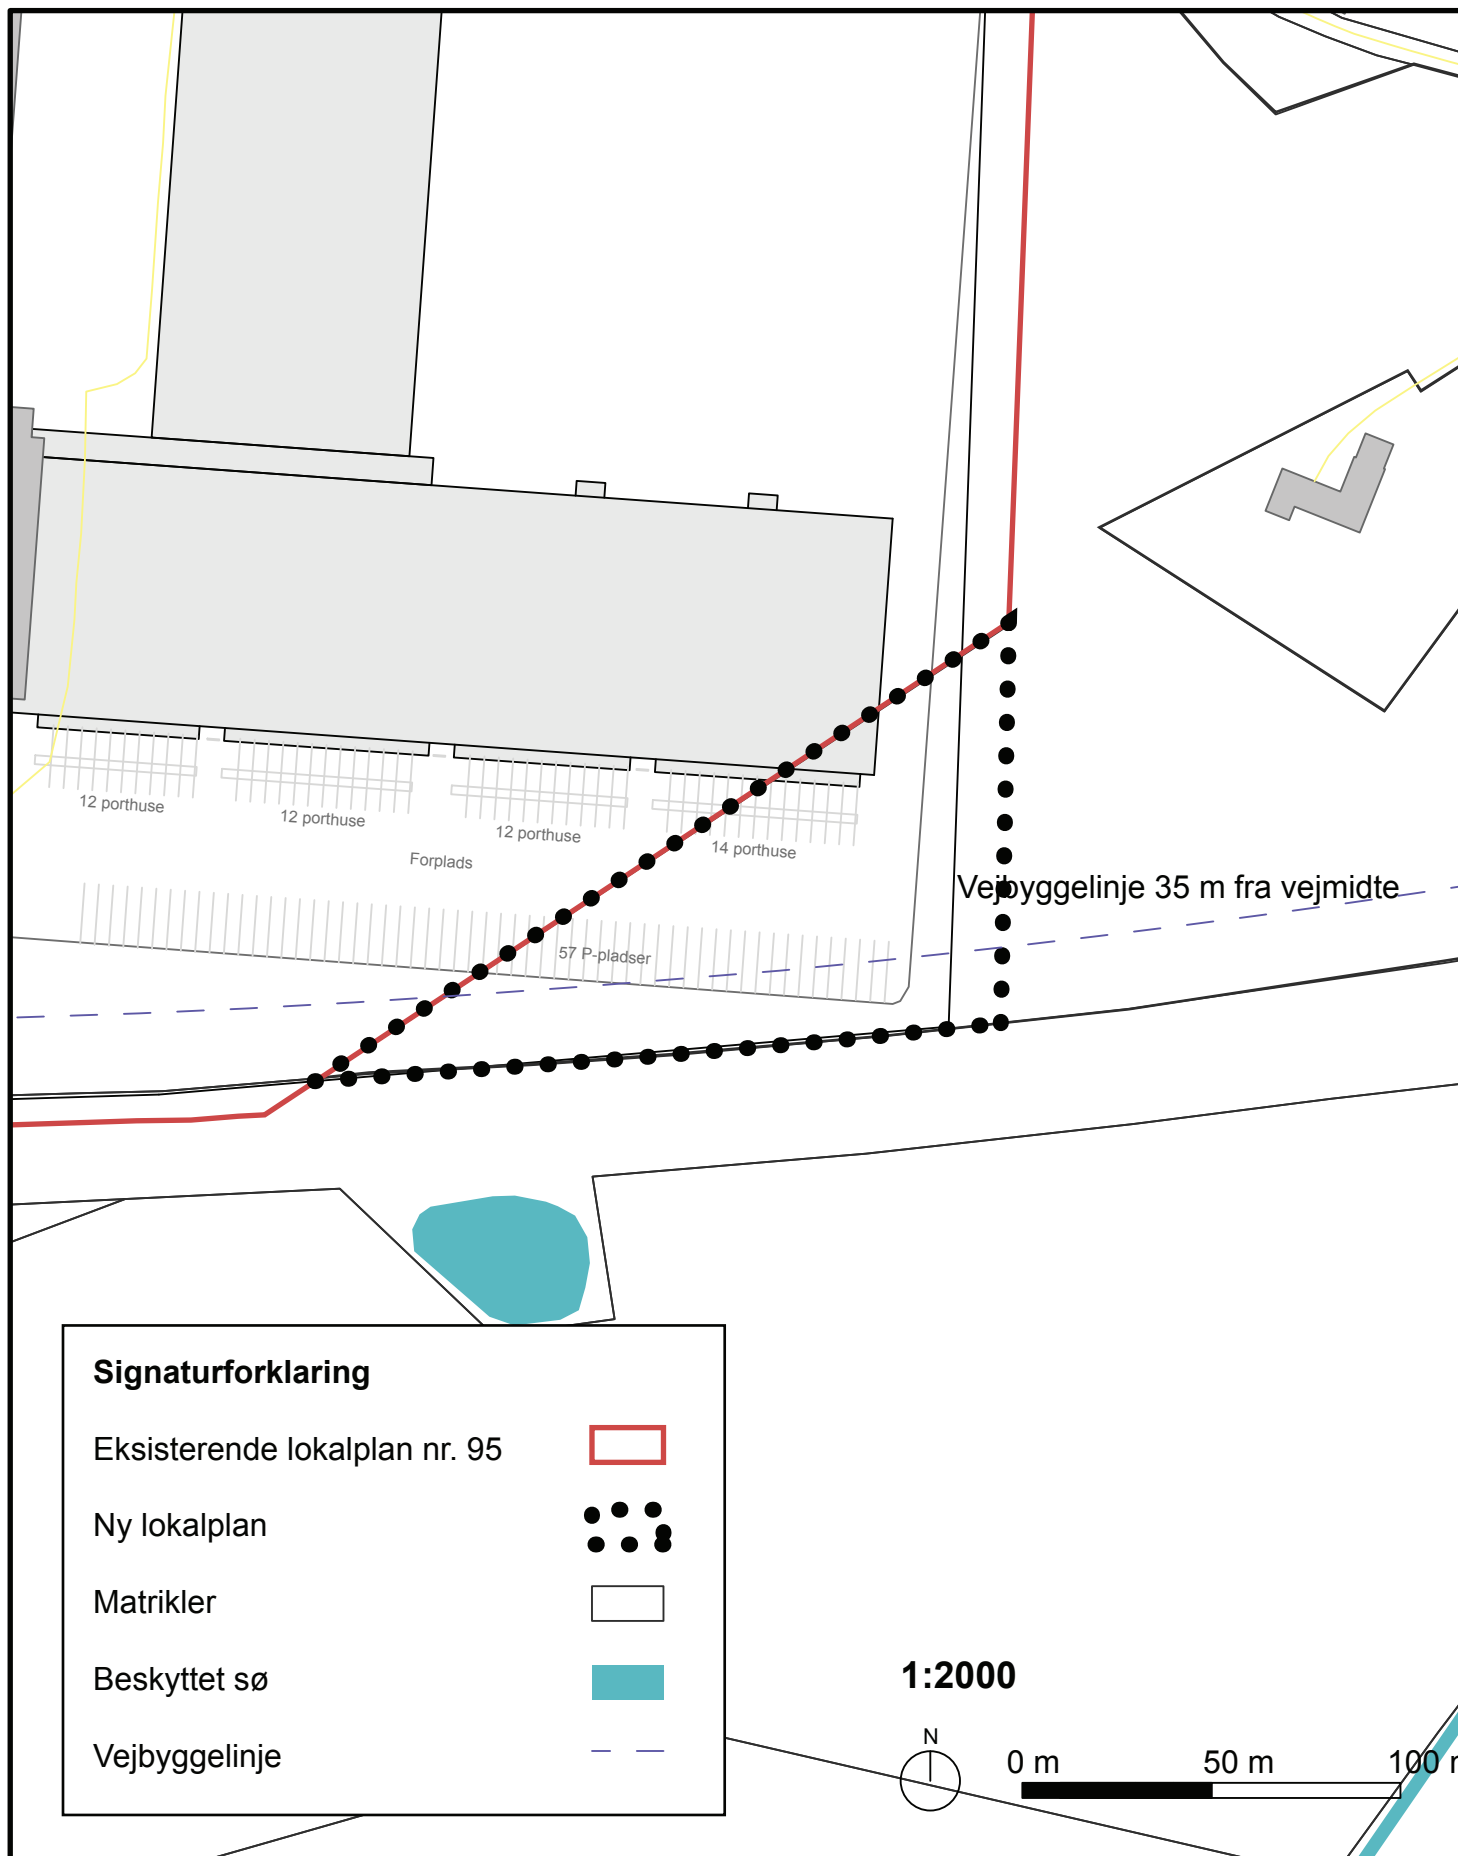 12 porthuse
12 porthuse
12 porthuse
14 porthuse
Forplads
Vejbyggelinje 35 m fra vejmidte
57 P-pladser
Signaturforklaring
Eksisterende lokalplan nr. 95
Ny lokalplan
Matrikler
Beskyttet sø
Vejbyggelinje
1:2000
N
0 m 50 m 100 m